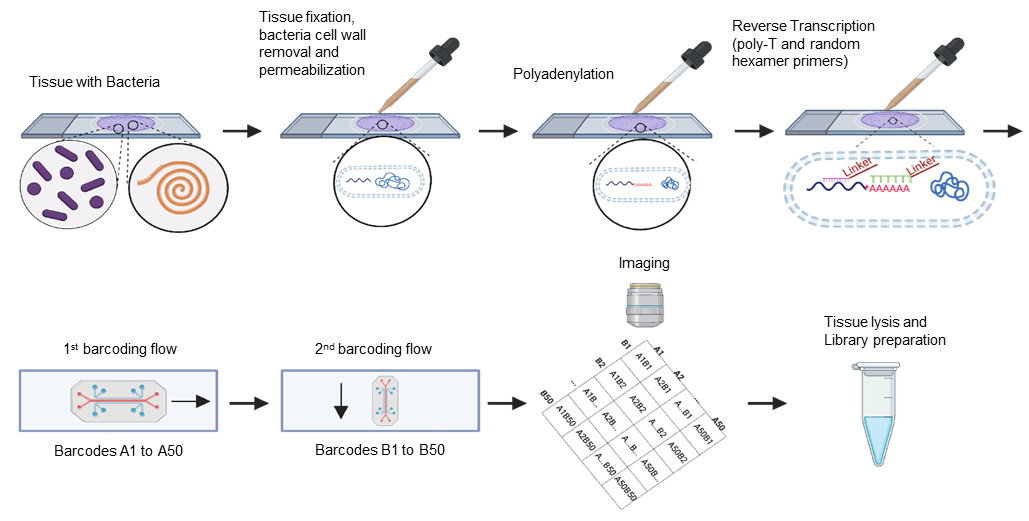 Tissue with Bacteria
Tissue fixation,
bacteria cell wall
removal and
permeabilization
Polyadenylation
Reverse Transcription
(poly-T and random
hexamer primers)
AAAAAA
Linker
Linker
*AAAAAA
1st barcoding flow
Barcodes A1 to A50
2nd barcoding flow
Barcodes B1 to B50
Imaging
B1
A1
B2
A1B1
A2
...
A1B2
A2B1
...
B50
A1B...
A2B2
A...B1
A50
A1B50
A2B...
A...B2
A50B1
A2B50
A...B...
A50B2
A...B50
A50B...
A50B50
Tissue lysis and
Library preparation